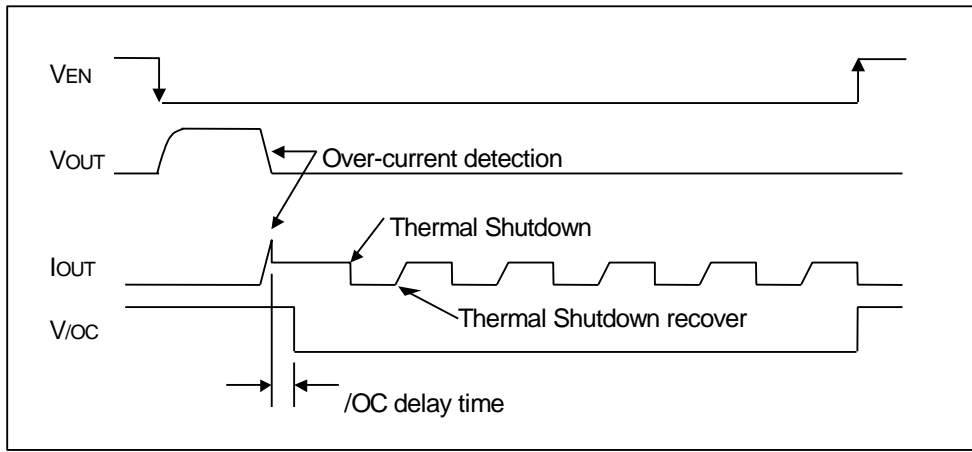 VEN
VOUT
Over-current detection
Thermal Shutdown
IOUT
Thermal Shutdown recover
V/OC
/OC delay time